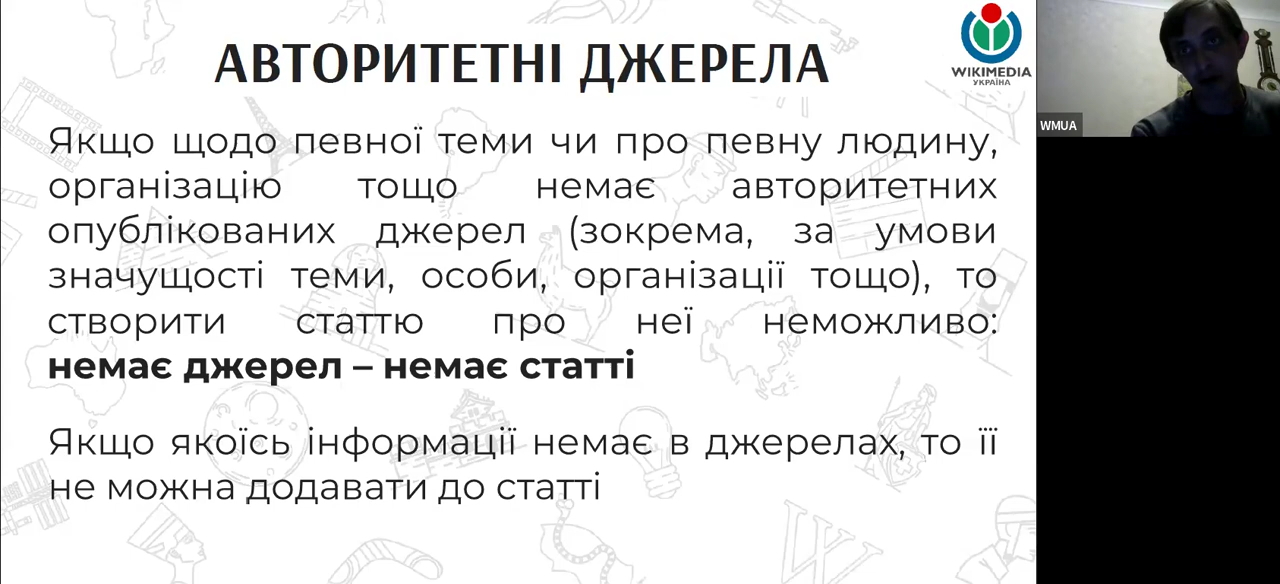 АВТОРИТЕТНІ ДЖЕРЕЛА
WIKIMEDIA
УКРАЇНА
WMUA
Якщо щодо певної теми чи про певну людину,
організацію тощо немає авторитетних
опублікованих джерел (зокрема, за умови
значущості теми, особи, організації тощо), то
створити статтю про неї неможливо:
немає джерел – немає статті
Якщо якоїсь інформації немає в джерелах, то її
не можна додавати до статті